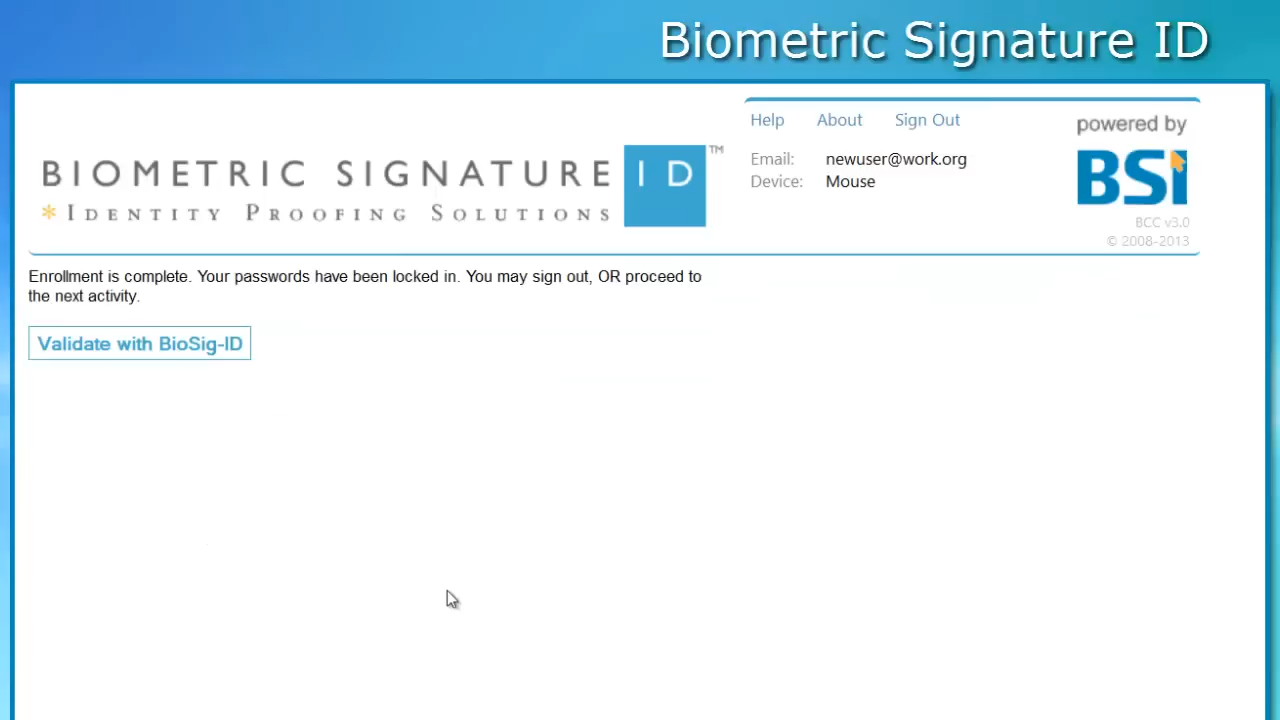 Biometric Signature ID
Help About Sign Out
powered by
BIOMETRIC SIGNATURE ID™
*IDENTITY PROOFING SOLUTIONS
Email: newuser@work.org
Device: Mouse
BSI
BCC v3.0
© 2008-2013
Enrollment is complete. Your passwords have been locked in. You may sign out, OR proceed to
the next activity.
Validate with BioSig-ID